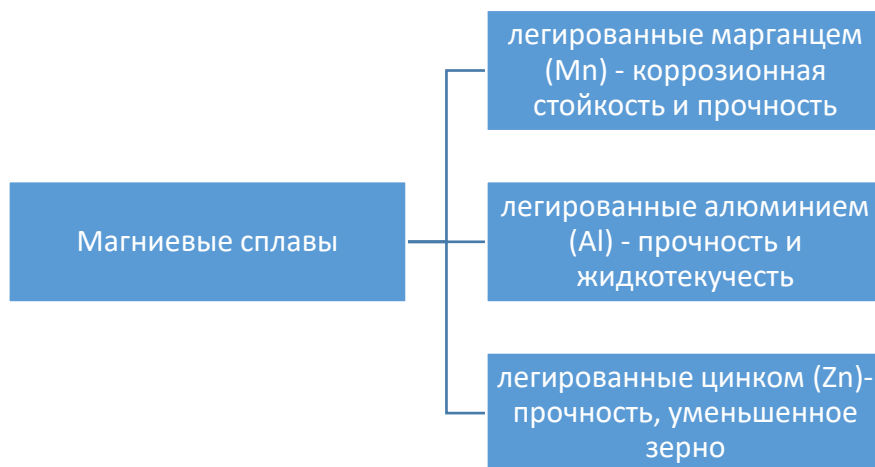 легированные марганцем
(Mn) - коррозионная
стойкость и прочность
Магниевые сплавы
легированные алюминием
(Al) - прочность и
жидкотекучесть
легированные цинком (Zn)-
прочность, уменьшенное
зерно